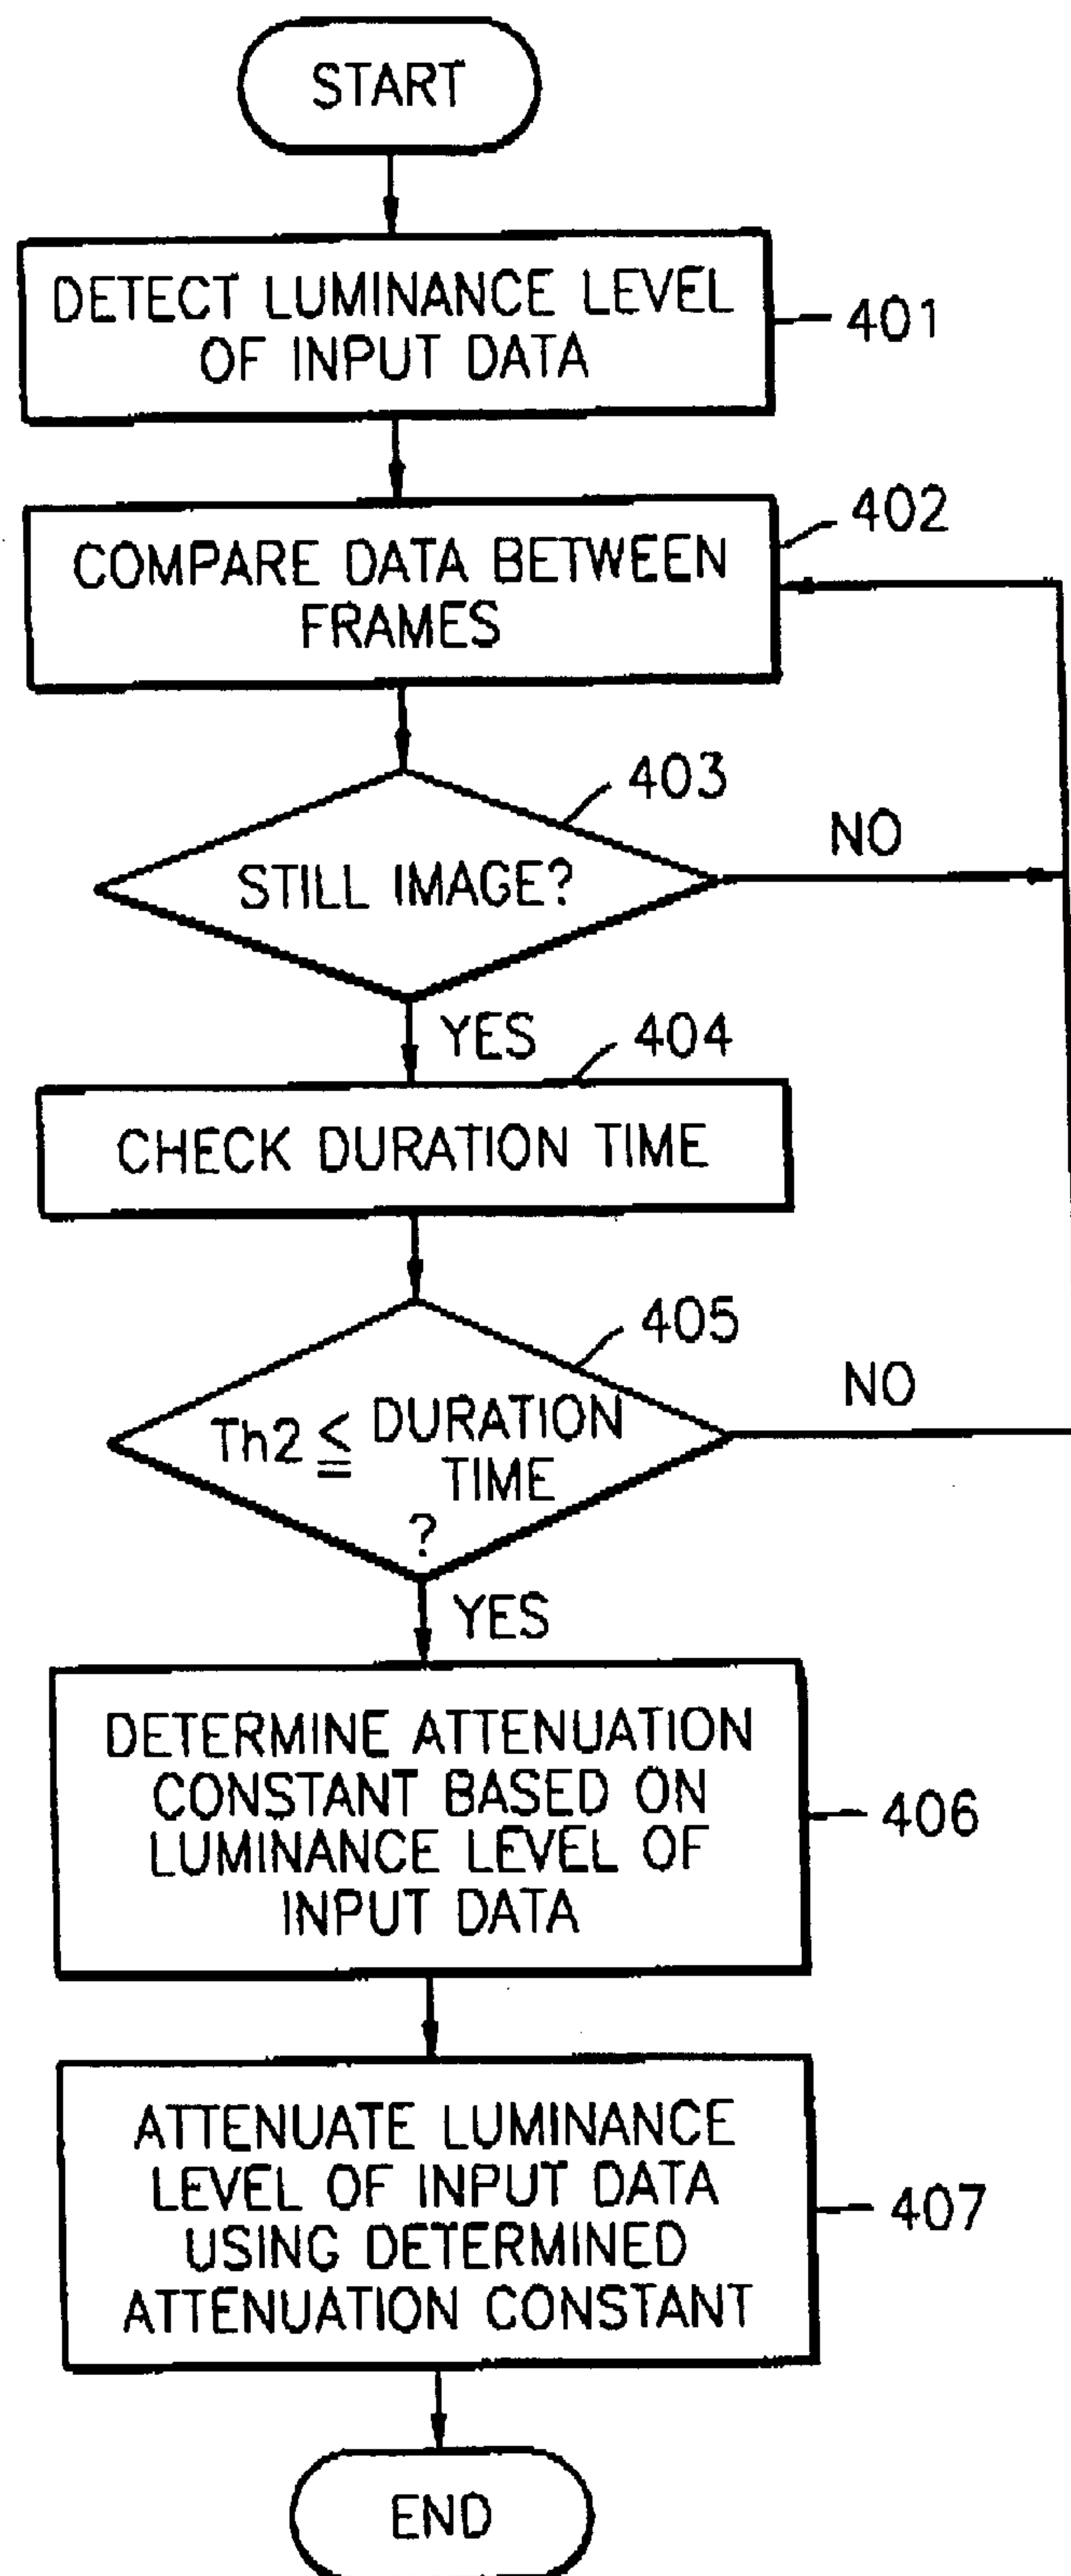 START
DETECT LUMINANCE LEVEL
OF INPUT DATA
401
402
COMPARE DATA BETWEEN
FRAMES
403
NO
STILL IMAGE?
YES
404
CHECK DURATION TIME
405
NO
Th2 ≦ DURATION
TIME
?
YES
DETERMINE ATTENUATION
CONSTANT BASED ON
LUMINANCE LEVEL OF
INPUT DATA
406
ATTENUATE LUMINANCE
LEVEL OF INPUT DATA
USING DETERMINED
ATTENUATION CONSTANT
407
END